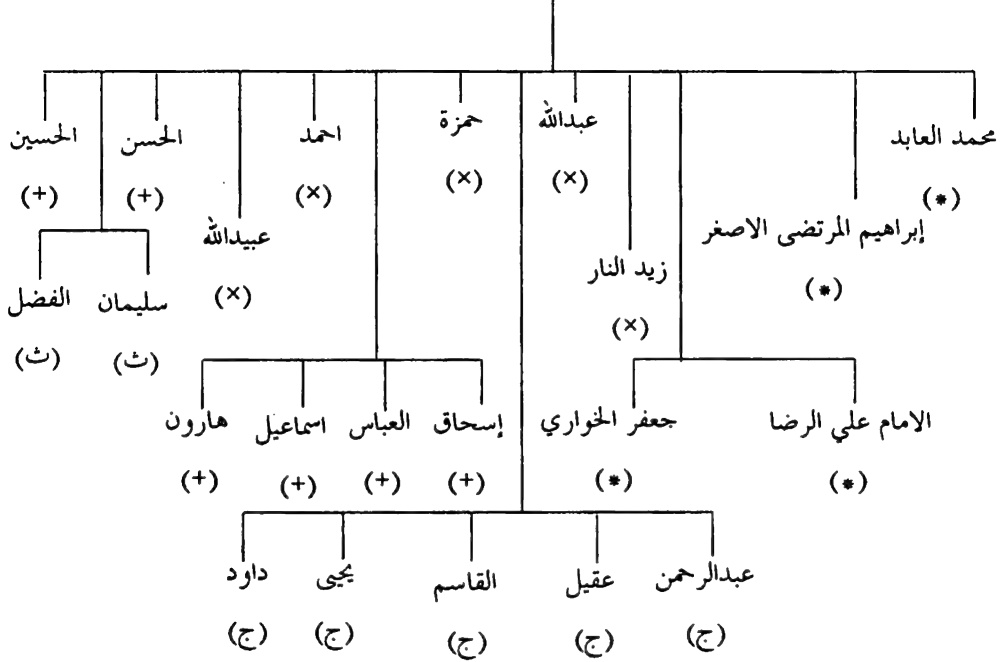 محمد العابد
(*)
إبراهيم المرتضى الاصغر
(*)
عبدالله
(×)
زيد النار
(×)
حمزة
(×)
احمد
(×)
عبيدالله
(×)
الحسن
(+)
الحسين
(+)
سليمان
(ث)
الفضل
(ث)
الامام علي الرضا
(*)
جعفر الخواري
(*)
إسحاق
(+)
العباس
(+)
اسماعيل
(+)
هارون
(+)
عبدالرحمن
(ج)
عقيل
(ج)
القاسم
(ج)
يحيى
(ج)
داود
(ج)